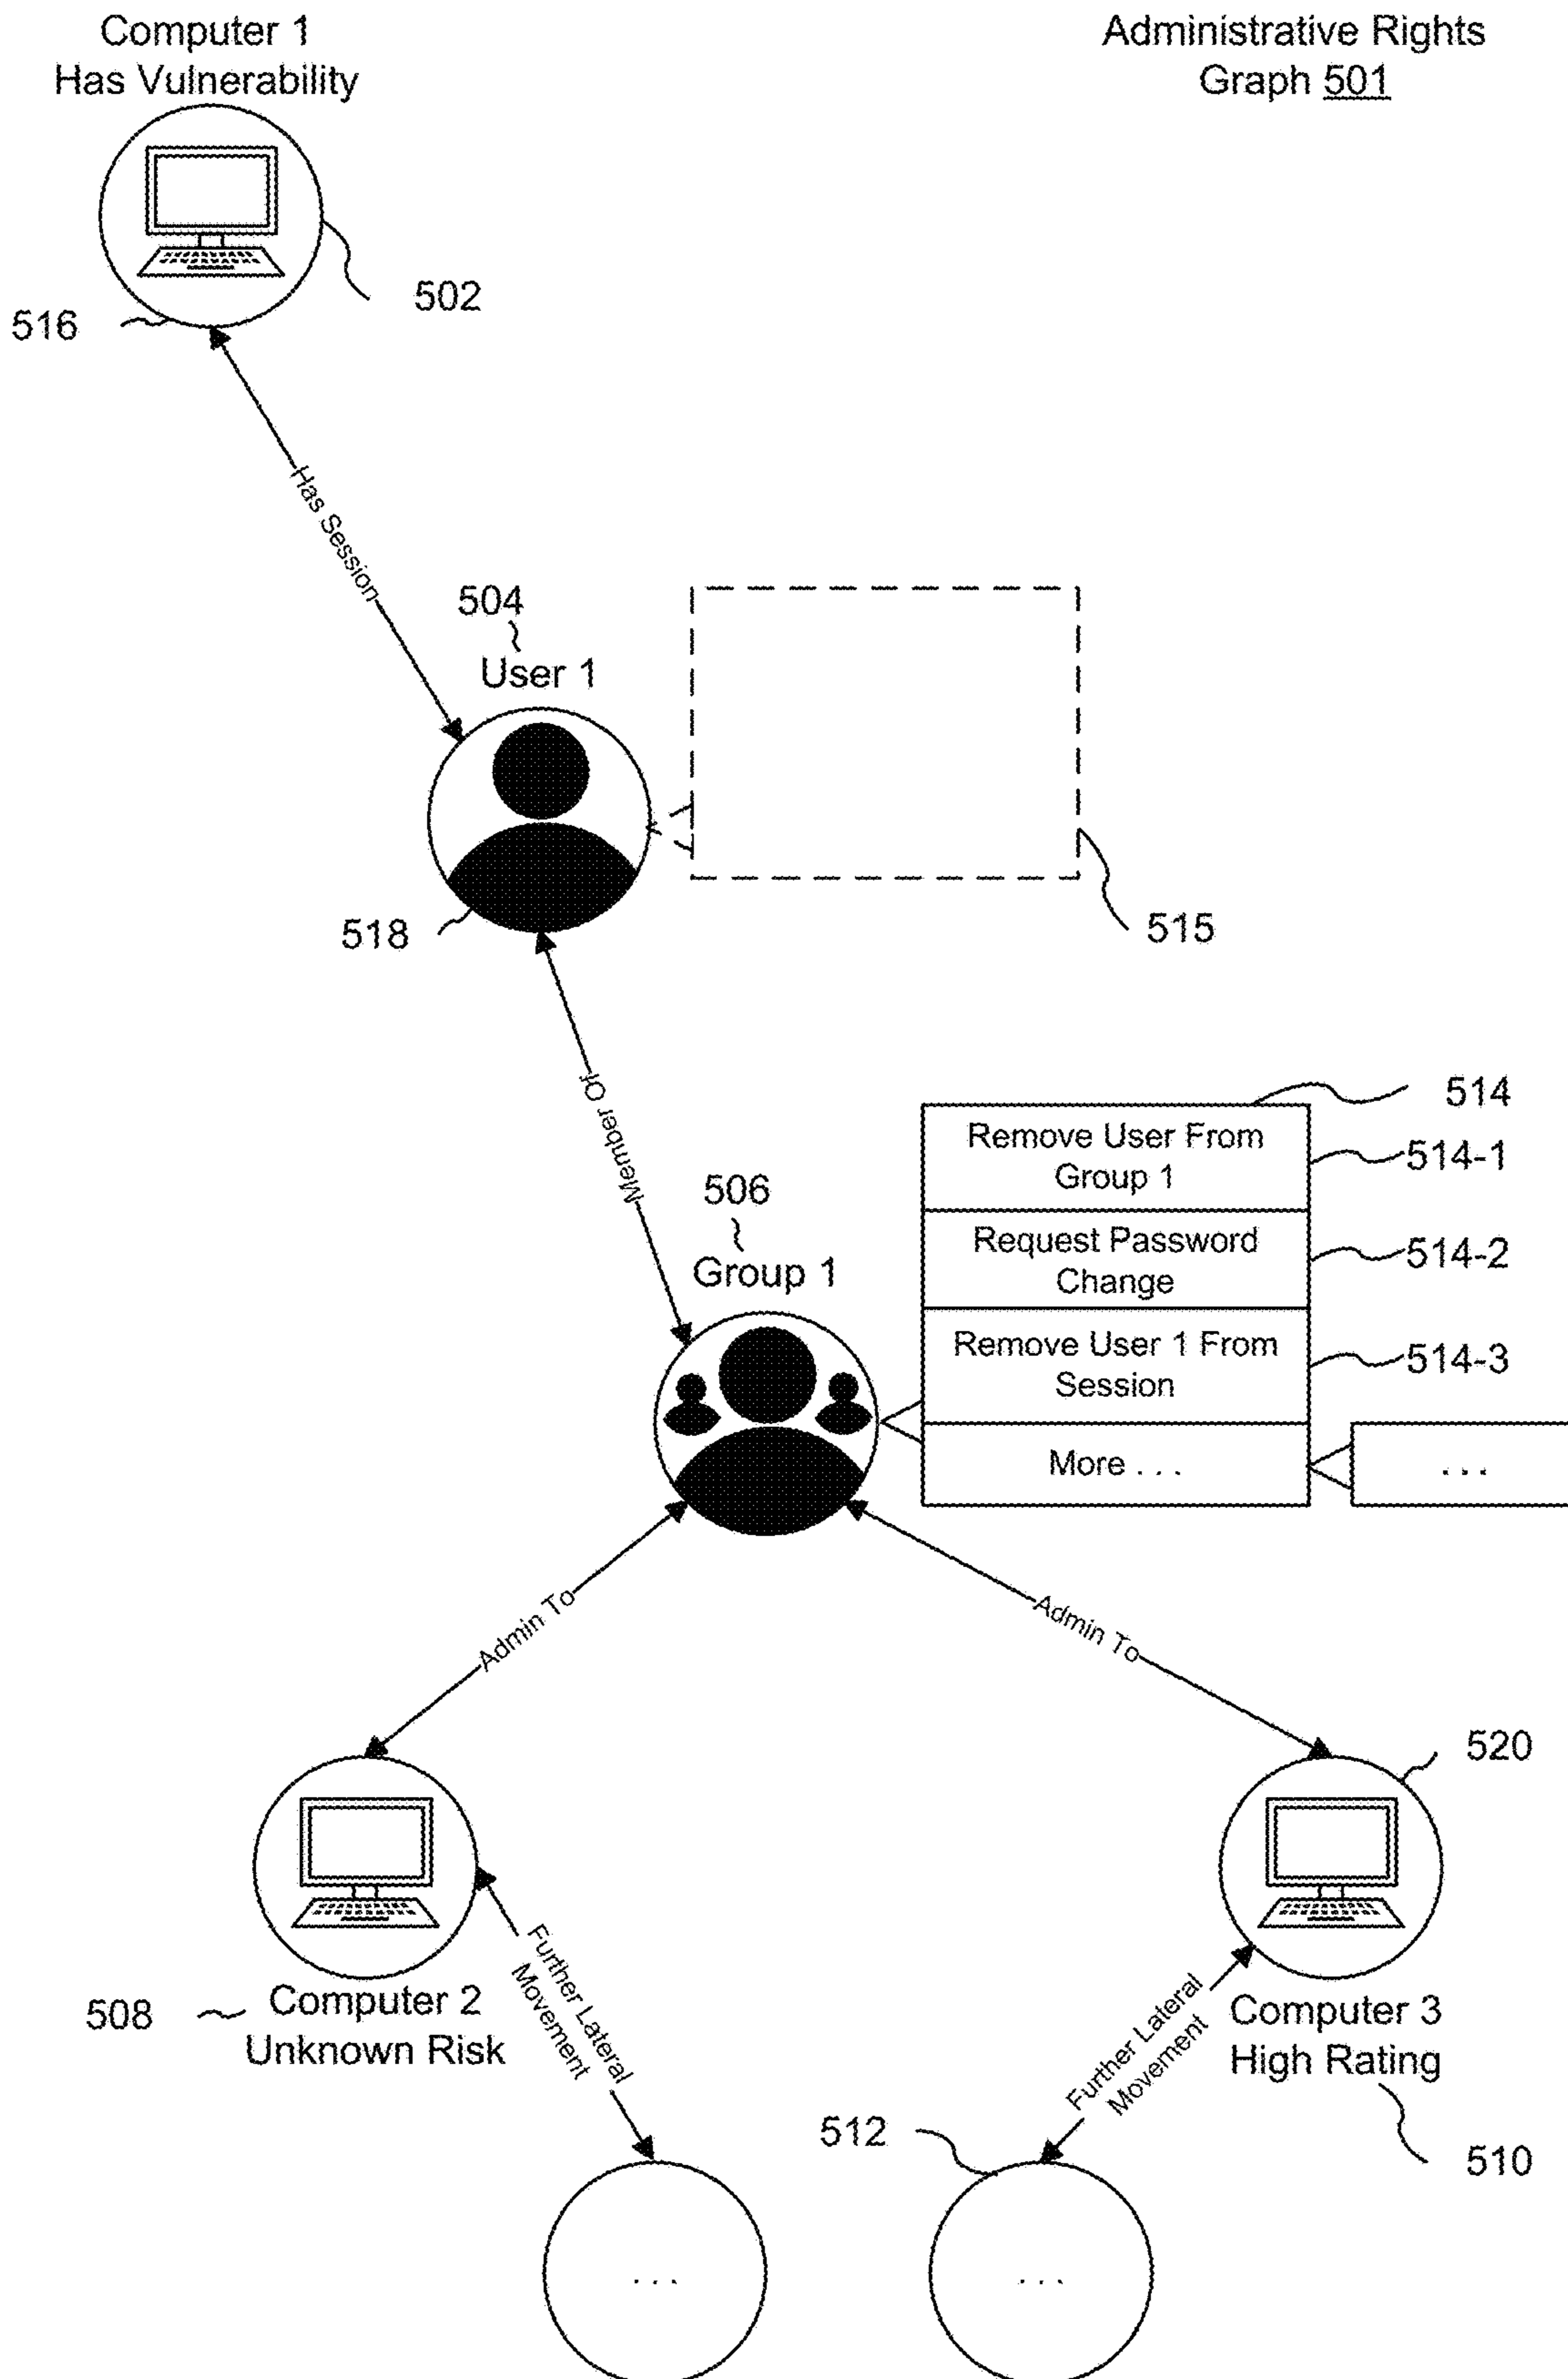 Computer 1
Has Vulnerability
Administrative Rights
Graph 501
502
516
Has Session
504
User 1
518
515
Member Of
514
Remove User From
Group 1
514-1
506
Group 1
Request Password
Change
514-2
Remove User 1 From
Session
514-3
More . . .
. . .
Admin To
Admin To
520
508
Computer 2
Unknown Risk
Further Lateral
Movement
Further Lateral
Movement
Computer 3
High Rating
510
512
. . .
. . .